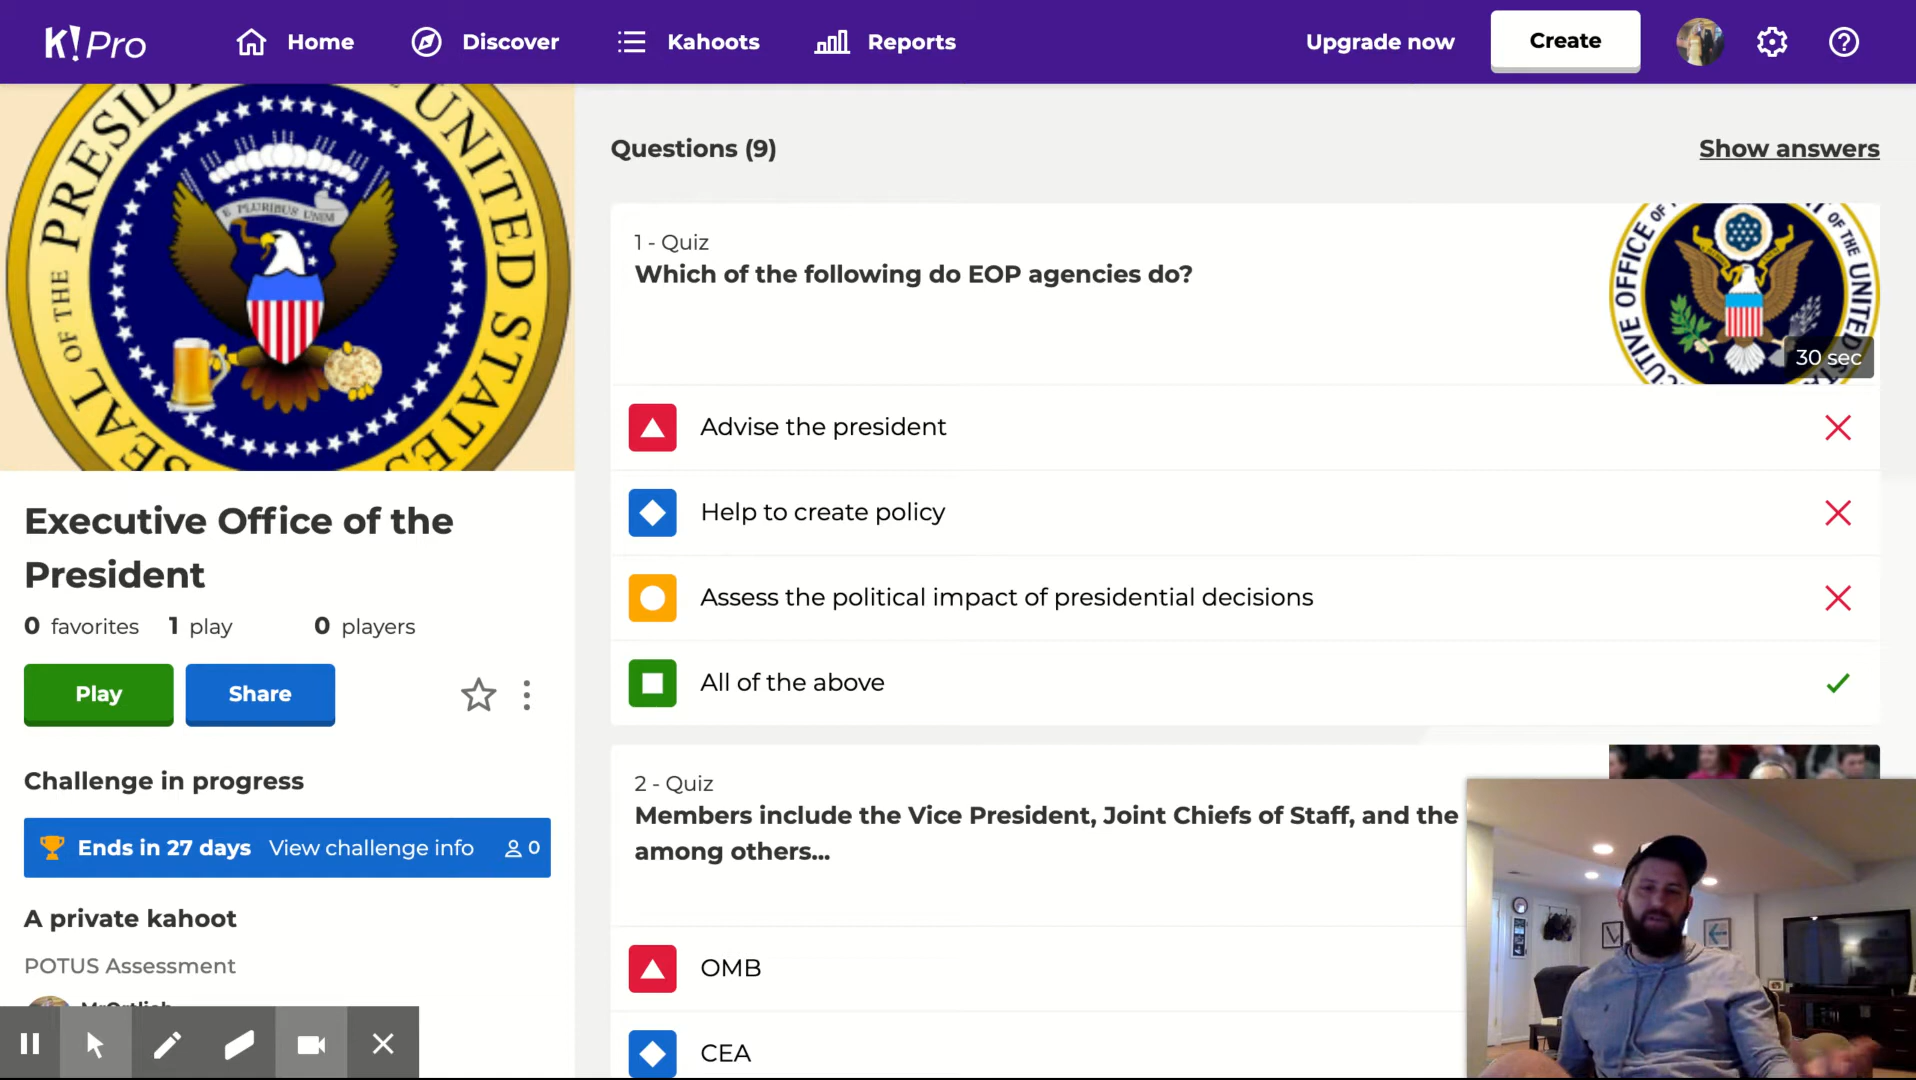 K! Pro
Home
Discover
Kahoots
Reports
Upgrade now
Create
SEAL OF THE PRESIDENT UNITED STATES
E PLURIBUS UNUM
Executive Office of the
President
0 favorites 1 play 0 players
Play
Share
Challenge in progress
Ends in 27 days View challenge info 0
A private kahoot
POTUS Assessment
MrOrtlieb
Questions (9)
Show answers
1 - Quiz
Which of the following do EOP agencies do?
30 sec
Advise the president
Help to create policy
Assess the political impact of presidential decisions
All of the above
2 - Quiz
Members include the Vice President, Joint Chiefs of Staff, and the
among others...
OMB
CEA